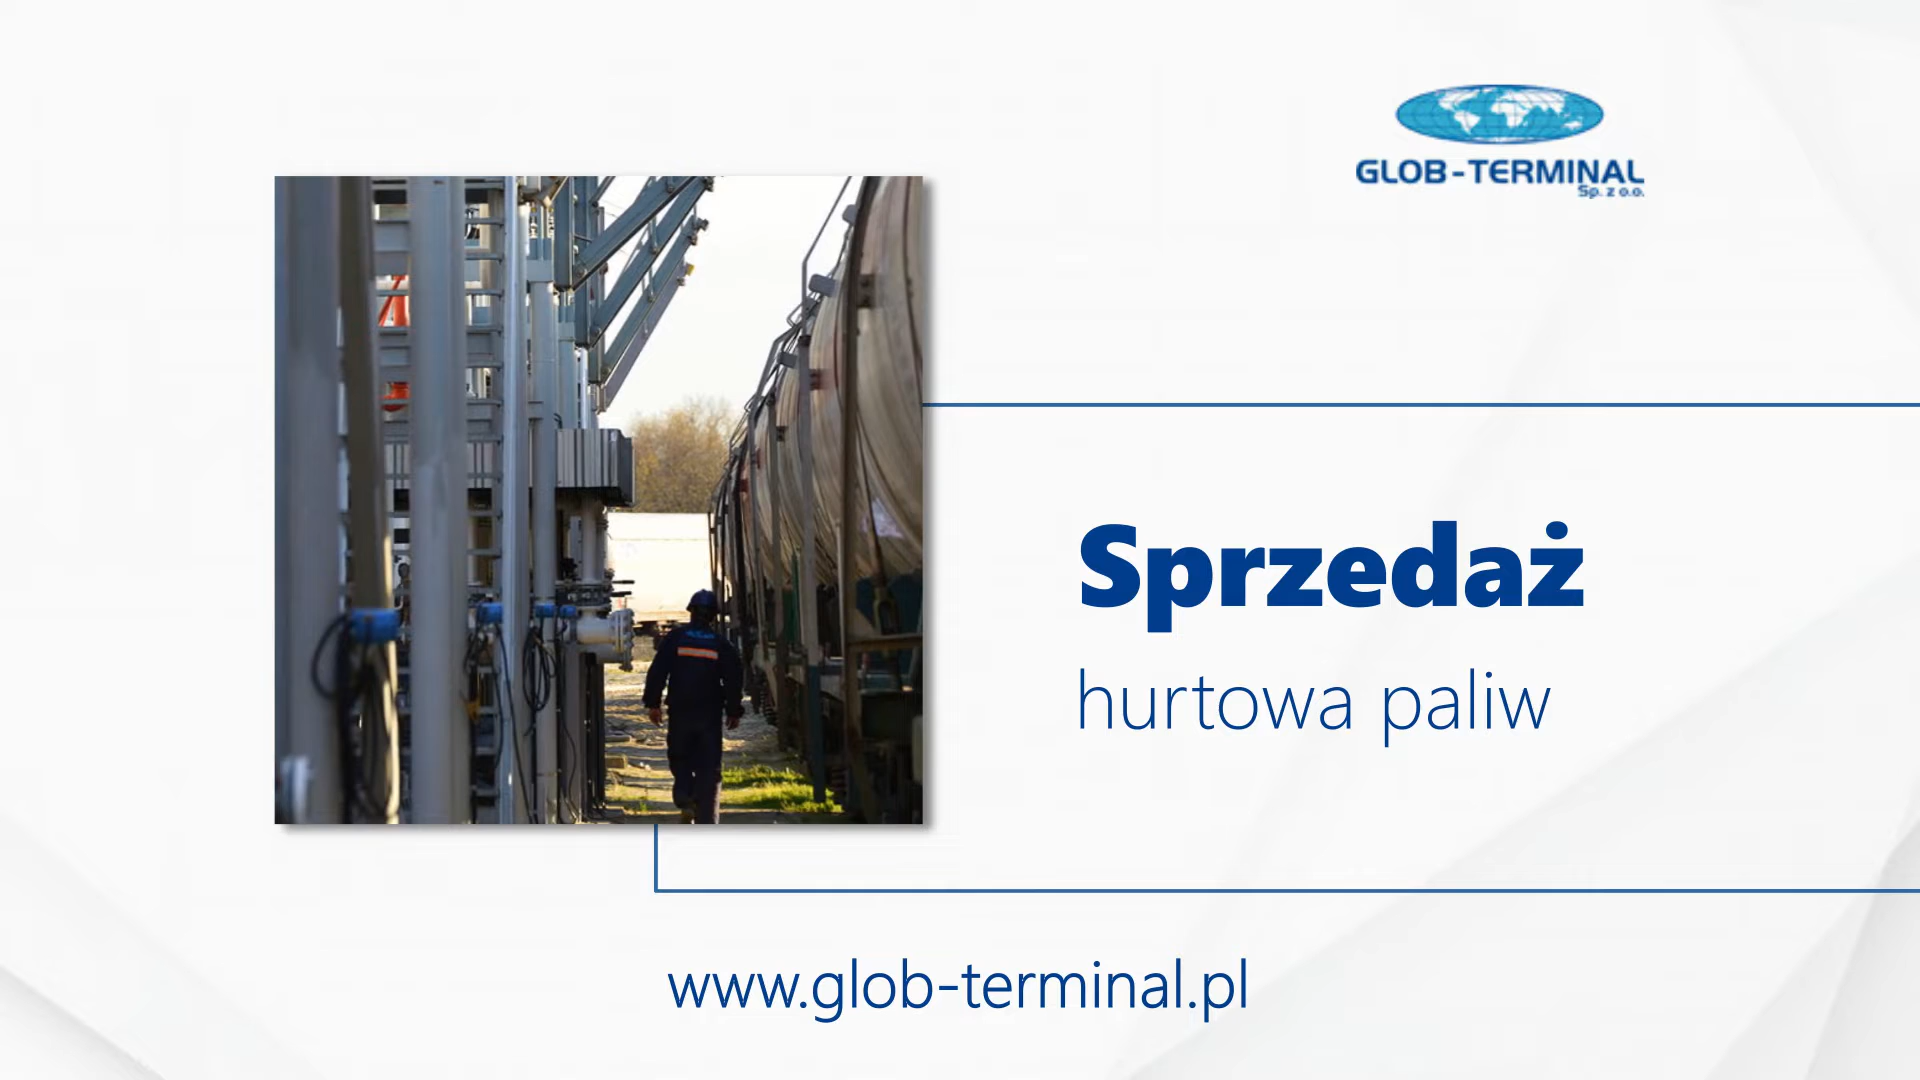 GLOB-TERMINAL
Sp. z o.o.
Sprzedaż
hurtowa paliw
www.glob-terminal.pl